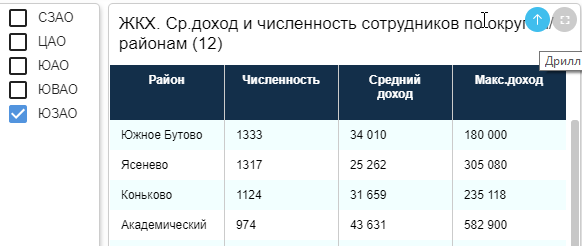 СЗАО
ЦАО
ЮАО
ЮВАО
ЮЗАО
ЖКХ. Ср.доход и численность сотрудников по округ
районам (12)
Дрилл
Район Численность Средний доход Макс.доход
Южное Бутово 1333 34 010 180 000
Ясенево 1317 25 262 305 080
Коньково 1124 31 659 235 118
Академический 974 43 631 582 900